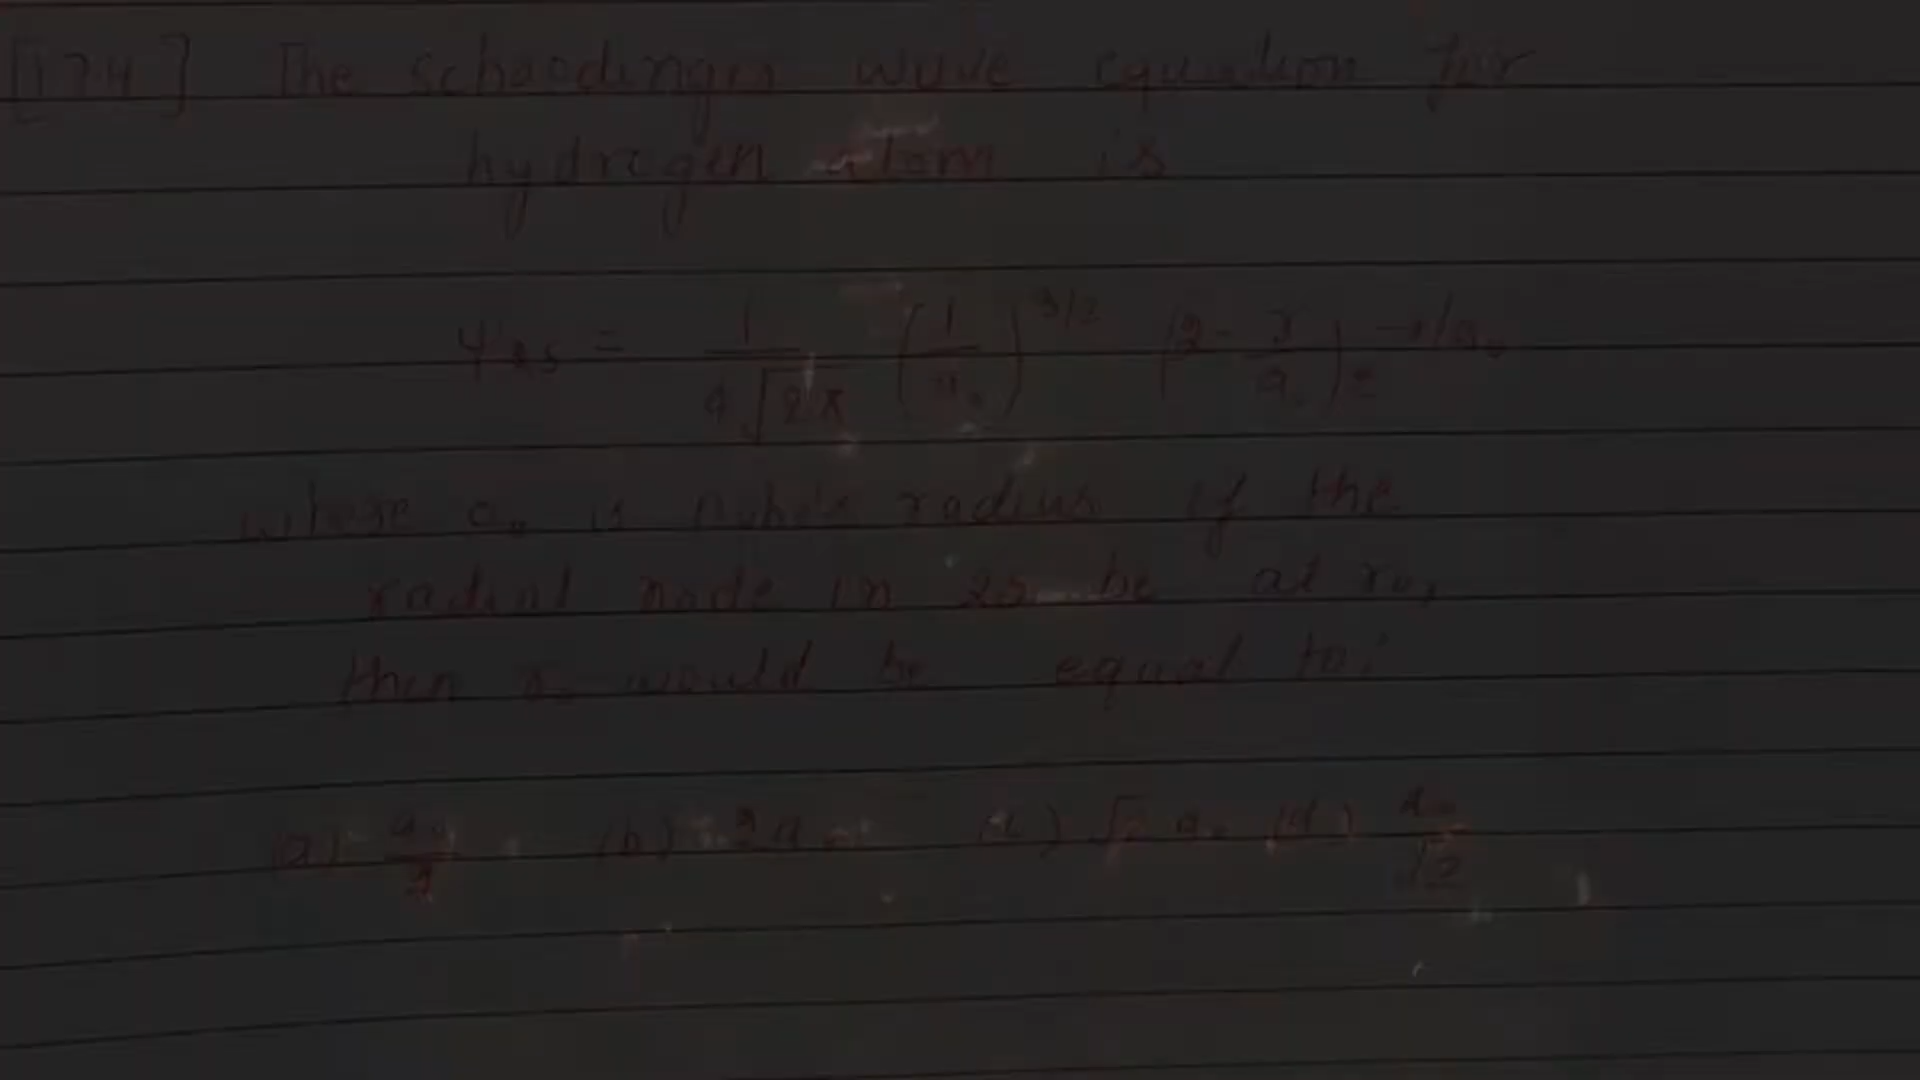 [174] The schrodinger wave equation for
hydrogen atom is
Ψ2s = 1/4√2π (1/a₀)^3/2 (2 - r/a₀) e^-r/a₀
where a₀ is radius if the
radial node in 2s be at r₀,
then r₀ would be equal to:
(a) a₀/2 (b) 2a₀ (c) √2 a₀ (d) a₀/√2